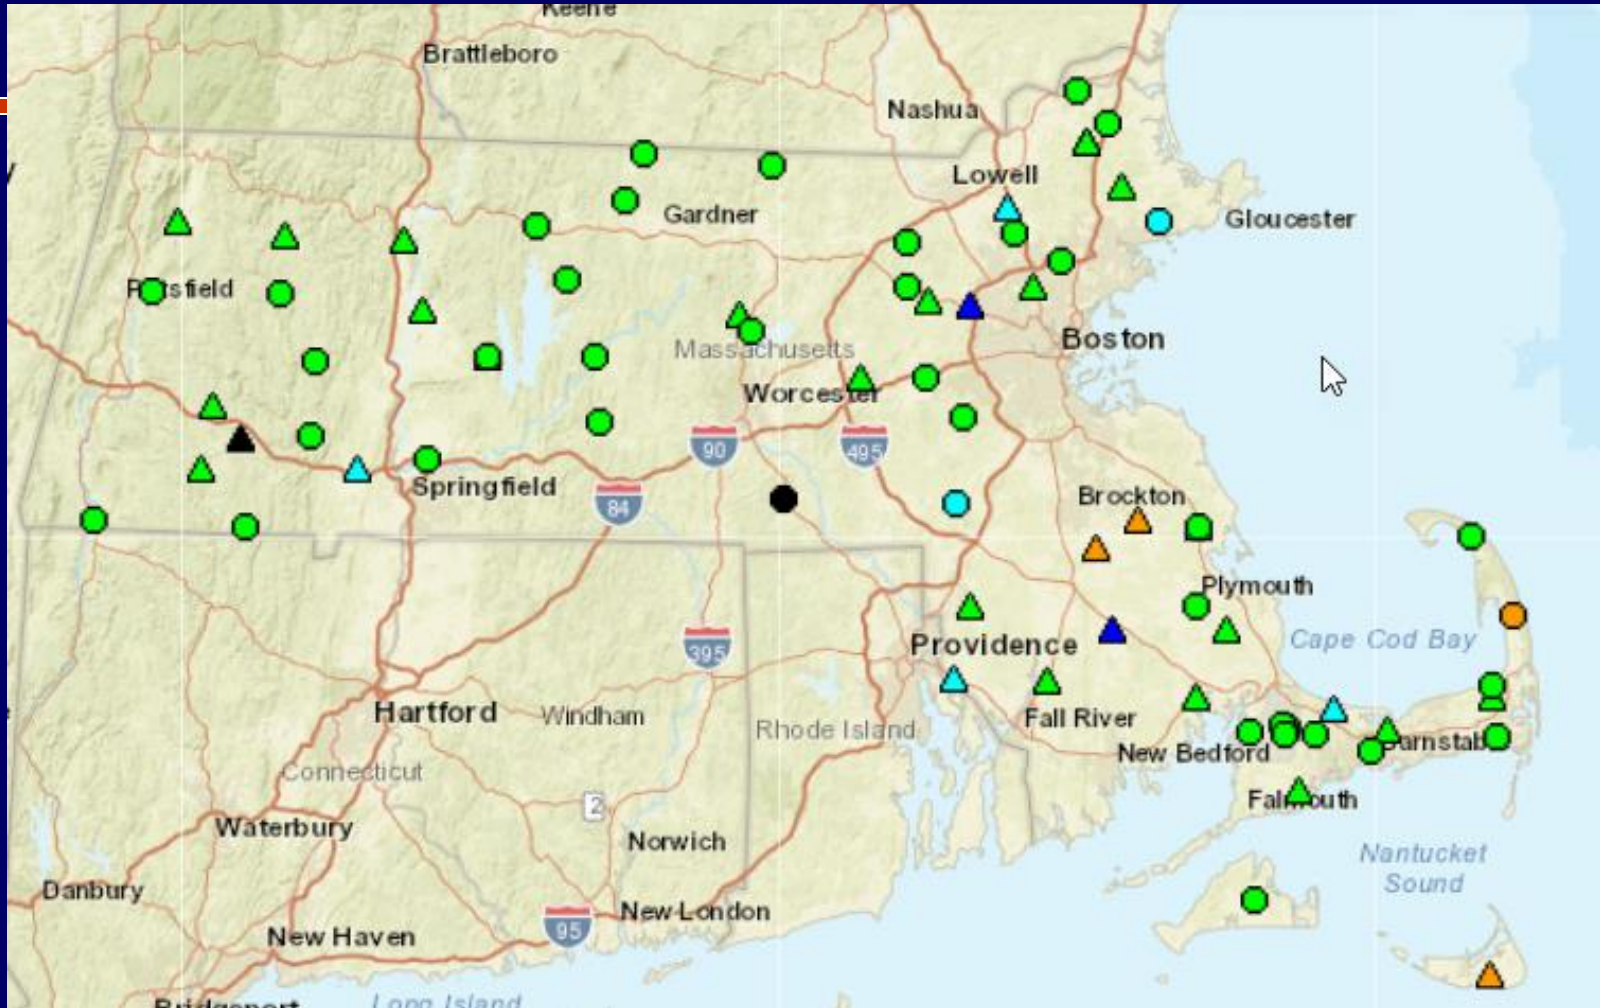 Keene
Brattleboro
Nashua
Lowell
Gardner
Gloucester
Pittsfield
Massachusetts
Boston
Worcester
90
495
Springfield
84
Brockton
Plymouth
395
Providence
Cape Cod Bay
Hartford
Windham
Rhode Island
Fall River
New Bedford
Connecticut
Falmouth
2
Waterbury
Norwich
Nantucket
Sound
Danbury
New London
95
New Haven
Bridgeport
Long Island